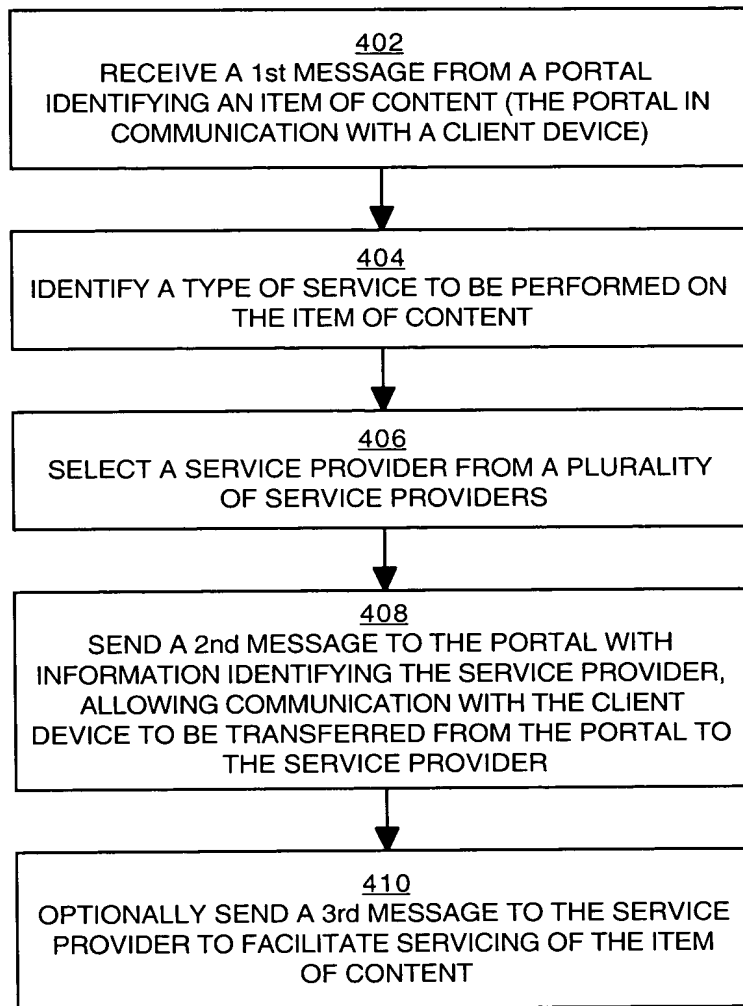 402
RECEIVE A 1st MESSAGE FROM A PORTAL
IDENTIFYING AN ITEM OF CONTENT (THE PORTAL IN
COMMUNICATION WITH A CLIENT DEVICE)
404
IDENTIFY A TYPE OF SERVICE TO BE PERFORMED ON
THE ITEM OF CONTENT
406
SELECT A SERVICE PROVIDER FROM A PLURALITY
OF SERVICE PROVIDERS
408
SEND A 2nd MESSAGE TO THE PORTAL WITH
INFORMATION IDENTIFYING THE SERVICE PROVIDER,
ALLOWING COMMUNICATION WITH THE CLIENT
DEVICE TO BE TRANSFERRED FROM THE PORTAL TO
THE SERVICE PROVIDER
410
OPTIONALLY SEND A 3rd MESSAGE TO THE SERVICE
PROVIDER TO FACILITATE SERVICING OF THE ITEM
OF CONTENT